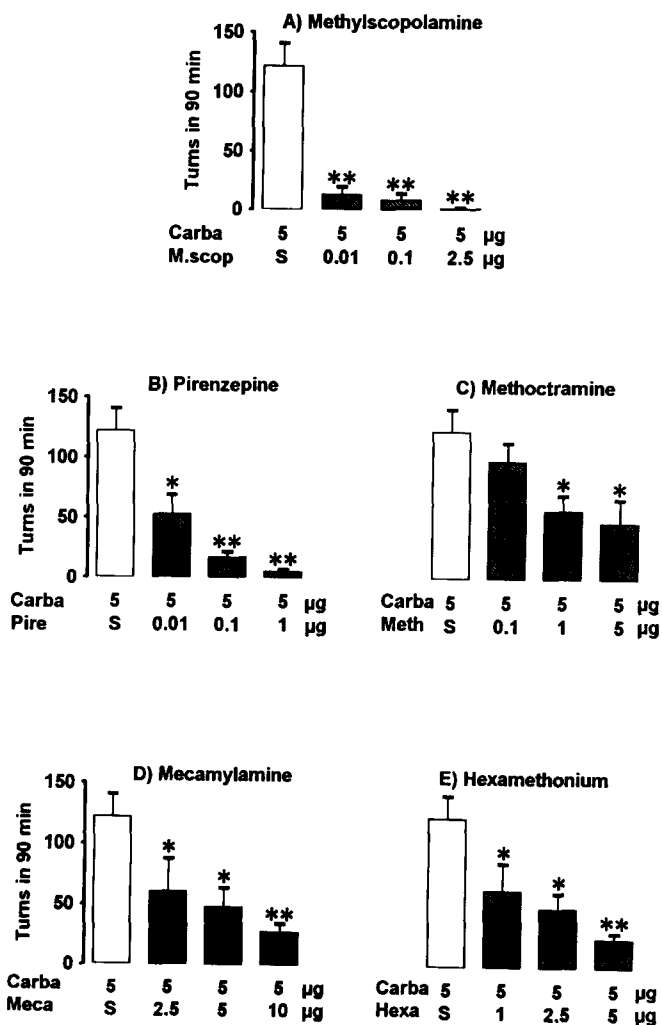 A) Methylscopolamine
150
100
50
0
Turns in 90 min
** ** **
Carba 5 5 5 5 µg
M.scop S 0.01 0.1 2.5 µg
B) Pirenzepine
150
100
50
0
Turns in 90 min
* ** **
Carba 5 5 5 5 µg
Pire S 0.01 0.1 1 µg
C) Methoctramine
* *
Carba 5 5 5 5 µg
Meth S 0.1 1 5 µg
D) Mecamylamine
150
100
50
0
Turns in 90 min
* * **
Carba 5 5 5 5 µg
Meca S 2.5 5 10 µg
E) Hexamethonium
* * **
Carba 5 5 5 5 µg
Hexa S 1 2.5 5 µg